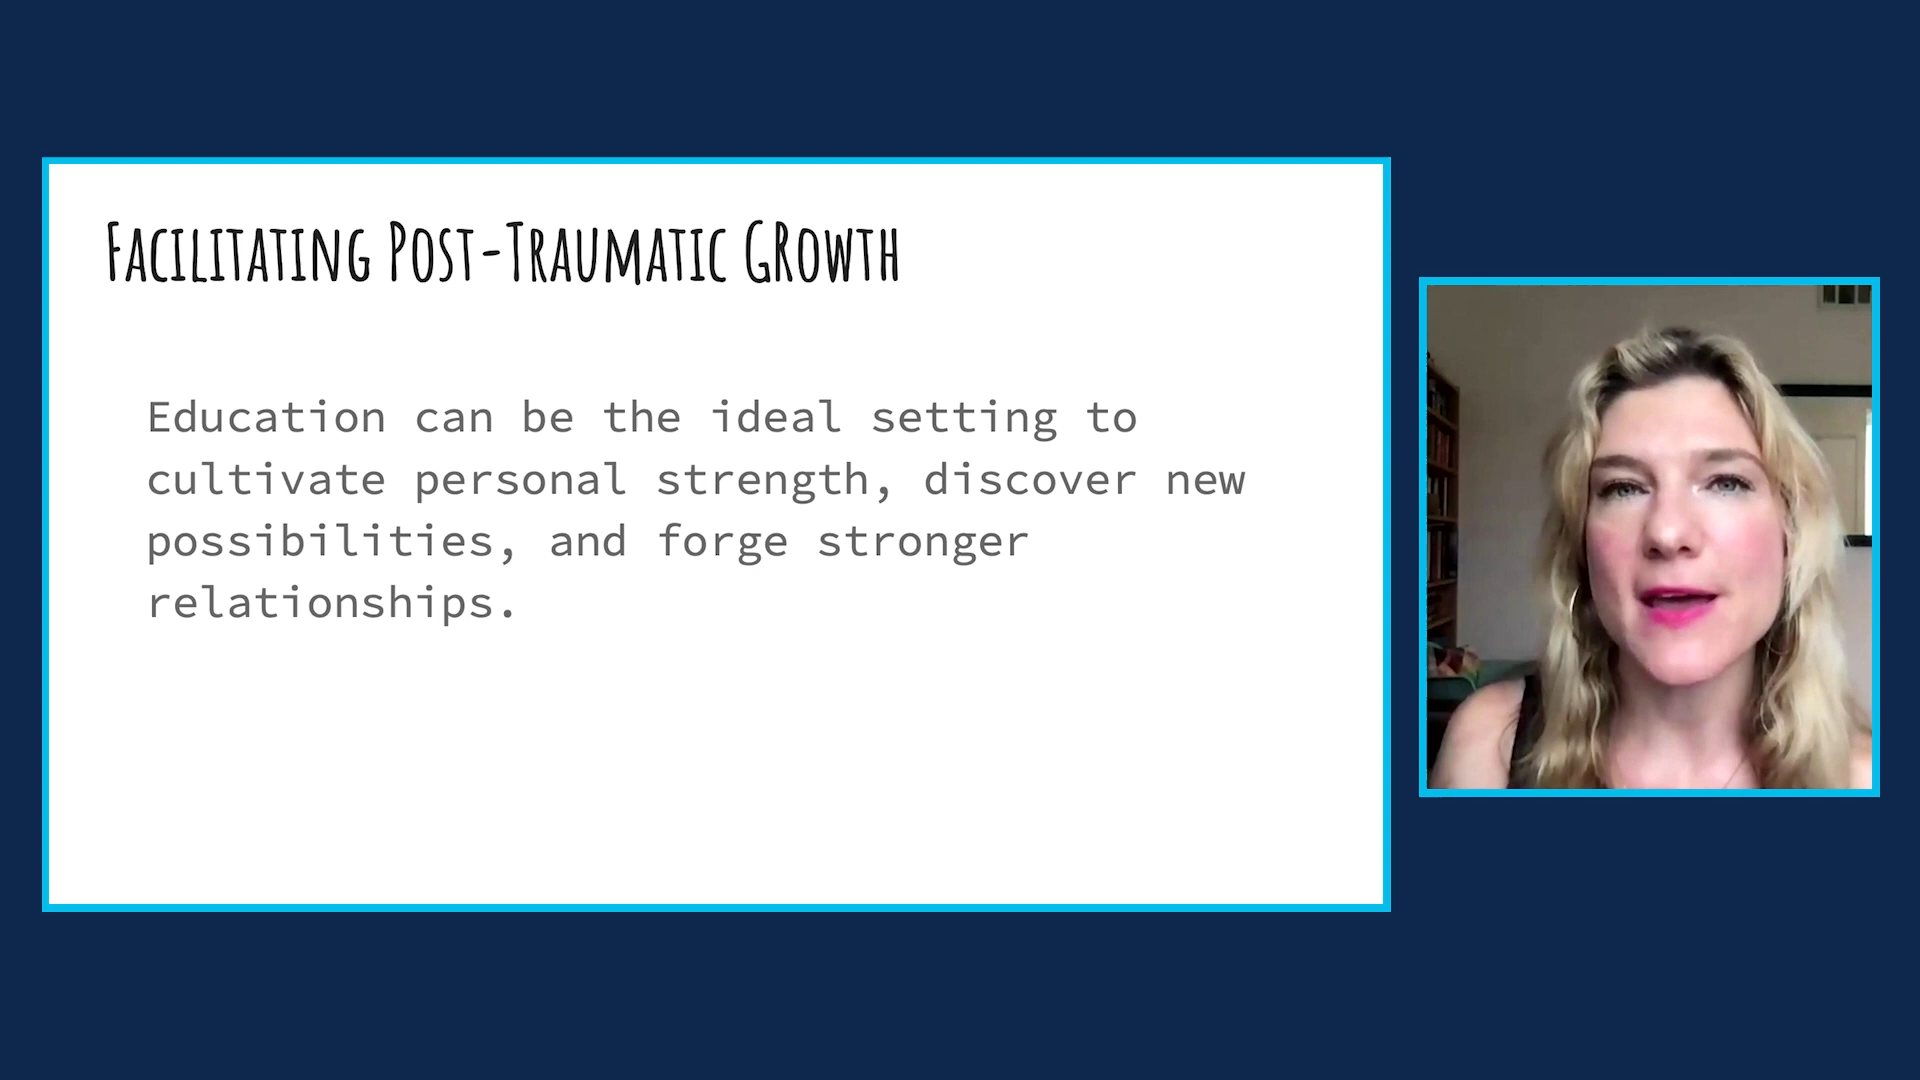 Facilitating Post-Traumatic GRowth
Education can be the ideal setting to
cultivate personal strength, discover new
possibilities, and forge stronger
relationships.